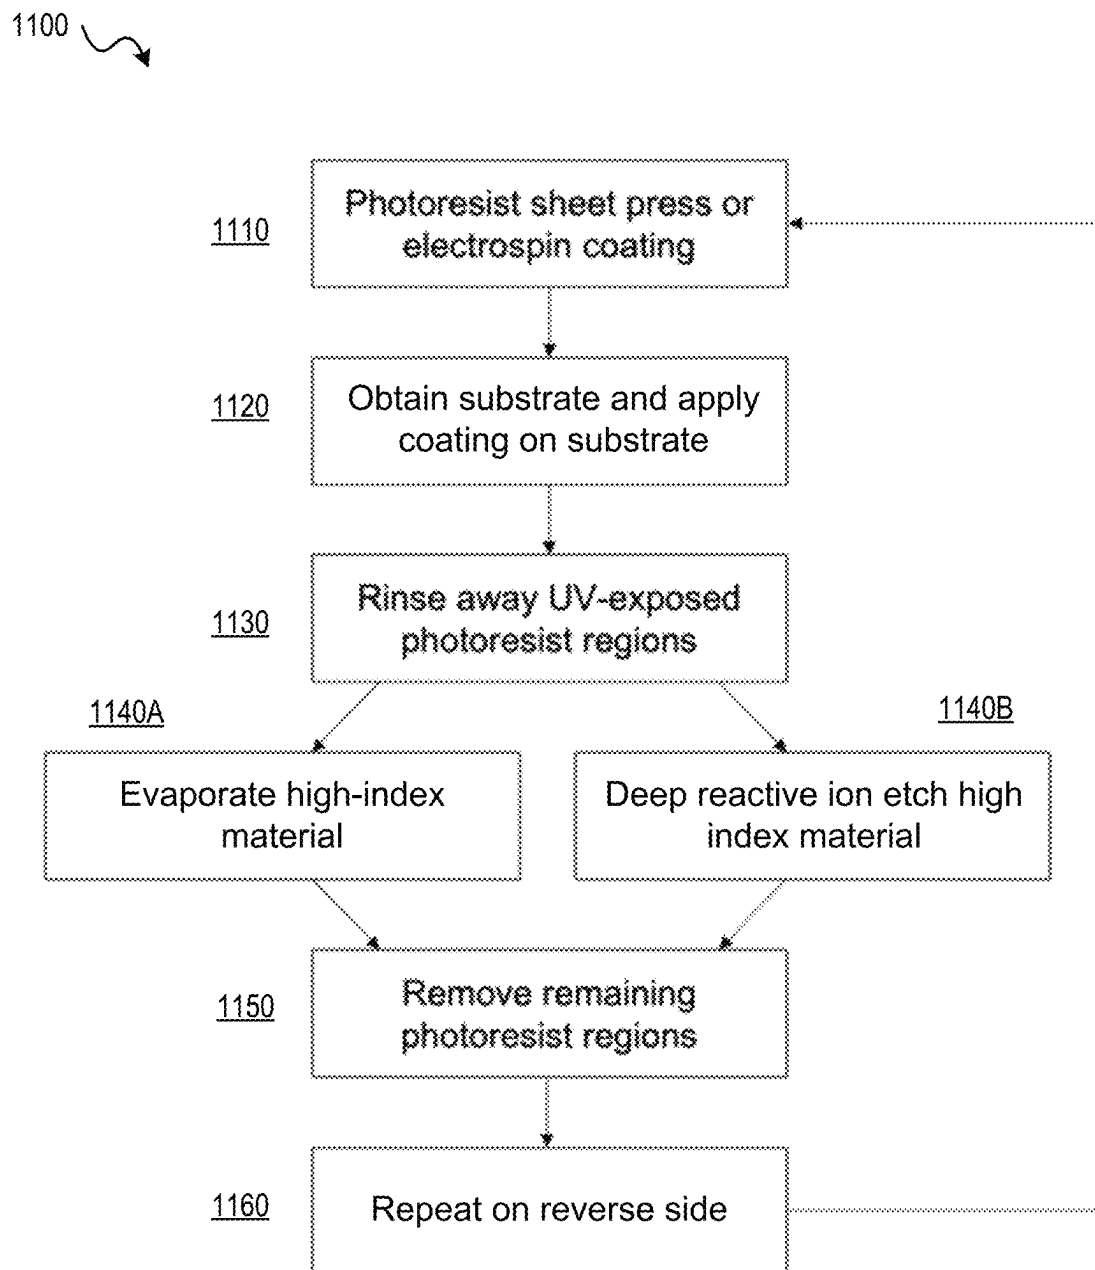 1100
1110
Photoresist sheet press or
electrospin coating
1120
Obtain substrate and apply
coating on substrate
1130
Rinse away UV-exposed
photoresist regions
1140A
1140B
Evaporate high-index
material
Deep reactive ion etch high
index material
1150
Remove remaining
photoresist regions
1160
Repeat on reverse side